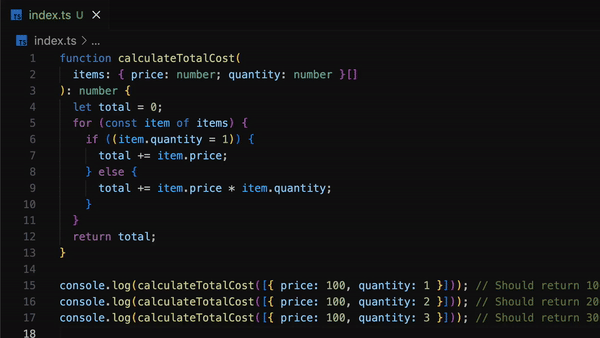 TS index.ts U ×
TS index.ts > ...
1 function calculateTotalCost(
2 items: { price: number; quantity: number }[]
3 ): number {
4 let total = 0;
5 for (const item of items) {
6 if ((item.quantity = 1)) {
7 total += item.price;
8 } else {
9 total += item.price * item.quantity;
10 }
11 }
12 return total;
13 }
14
15 console.log(calculateTotalCost([{ price: 100, quantity: 1 }])); // Should return 10
16 console.log(calculateTotalCost([{ price: 100, quantity: 2 }])); // Should return 20
17 console.log(calculateTotalCost([{ price: 100, quantity: 3 }])); // Should return 30
18